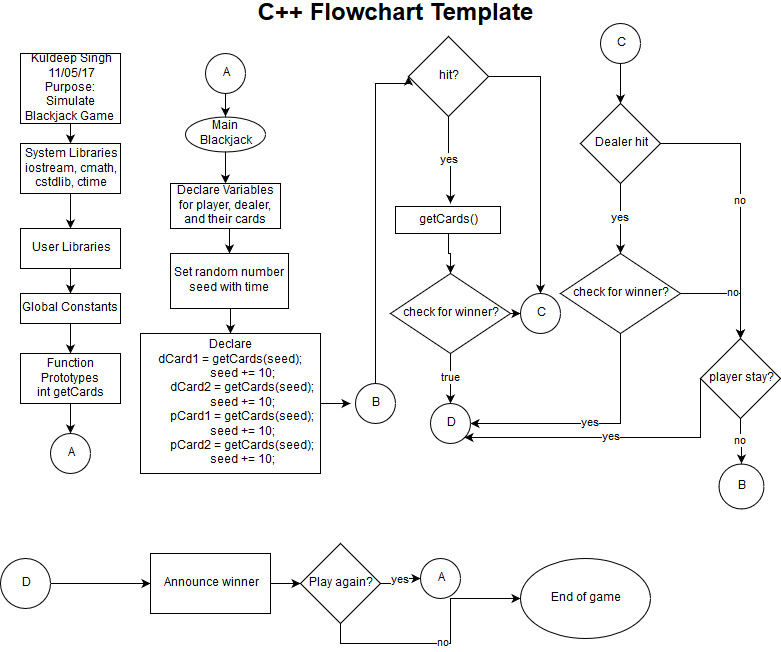 C++ Flowchart Template
Kuldeep Singh
11/05/17
Purpose:
Simulate
Blackjack Game
System Libraries
iostream, cmath,
cstdlib, ctime
User Libraries
Global Constants
Function
Prototypes
int getCards
A
A
Main
Blackjack
Declare Variables
for player, dealer,
and their cards
Set random number
seed with time
Declare
dCard1 = getCards(seed);
seed += 10;
dCard2 = getCards(seed);
seed += 10;
pCard1 = getCards(seed);
seed += 10;
pCard2 = getCards(seed);
seed += 10;
B
hit?
yes
getCards()
check for winner?
true
D
C
C
Dealer hit
no
yes
check for winner?
no
yes
player stay?
yes
no
B
D
Announce winner
Play again?
yes
A
no
End of game